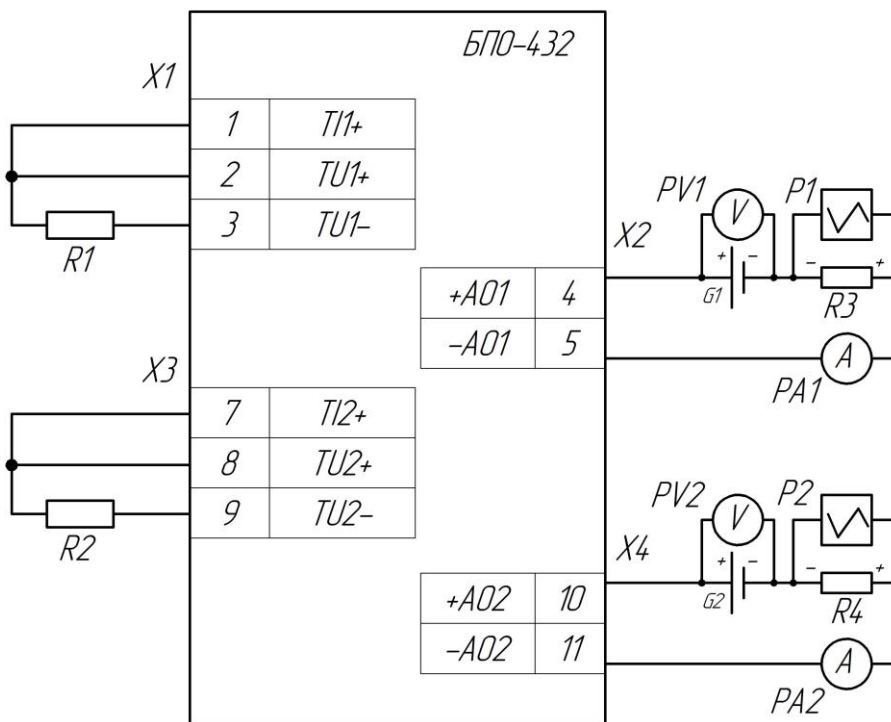 БПО-432
X1
1 TI1+
2 TU1+
3 TU1-
R1
PV1
V
P1
X2
+ -
G1
- +
R3
+AO1 4
-AO1 5
A
PA1
X3
7 TI2+
8 TU2+
9 TU2-
R2
PV2
V
P2
X4
+ -
G2
- +
R4
+AO2 10
-AO2 11
A
PA2